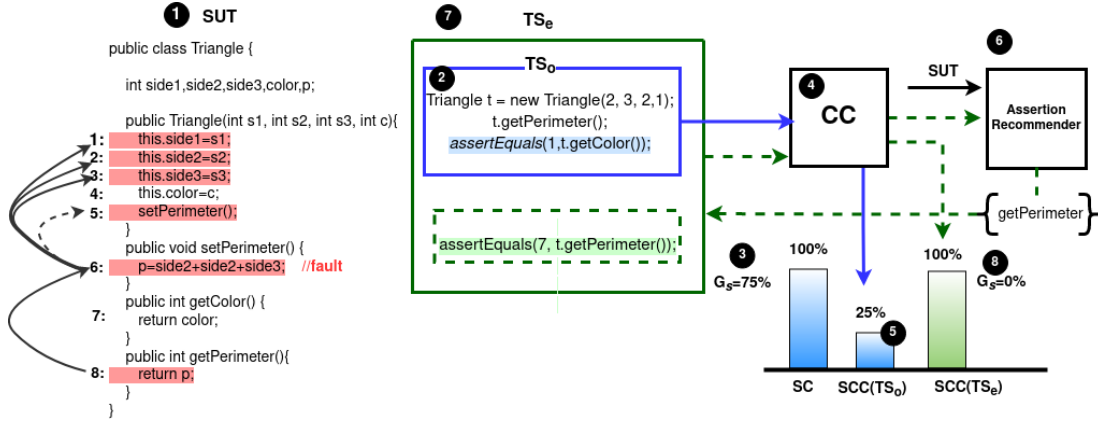 1 SUT
public class Triangle {
int side1,side2,side3,color,p;
public Triangle(int s1, int s2, int s3, int c){
1: this.side1=s1;
2: this.side2=s2;
3: this.side3=s3;
4: this.color=c;
5: setPerimeter();
}
public void setPerimeter() {
6: p=side2+side2+side3; //fault
}
public int getColor() {
7: return color;
}
public int getPerimeter(){
8: return p;
}
}
7 TSe
2 TSo
Triangle t = new Triangle(2, 3, 2,1);
t.getPerimeter();
assertEquals(1,t.getColor());
assertEquals(7, t.getPerimeter());
4
CC
SUT
6
Assertion
Recommender
{getPerimeter}
3
Gs=75%
100%
25%
5
100%
8
Gs=0%
SC
SCC(TSo)
SCC(TSe)